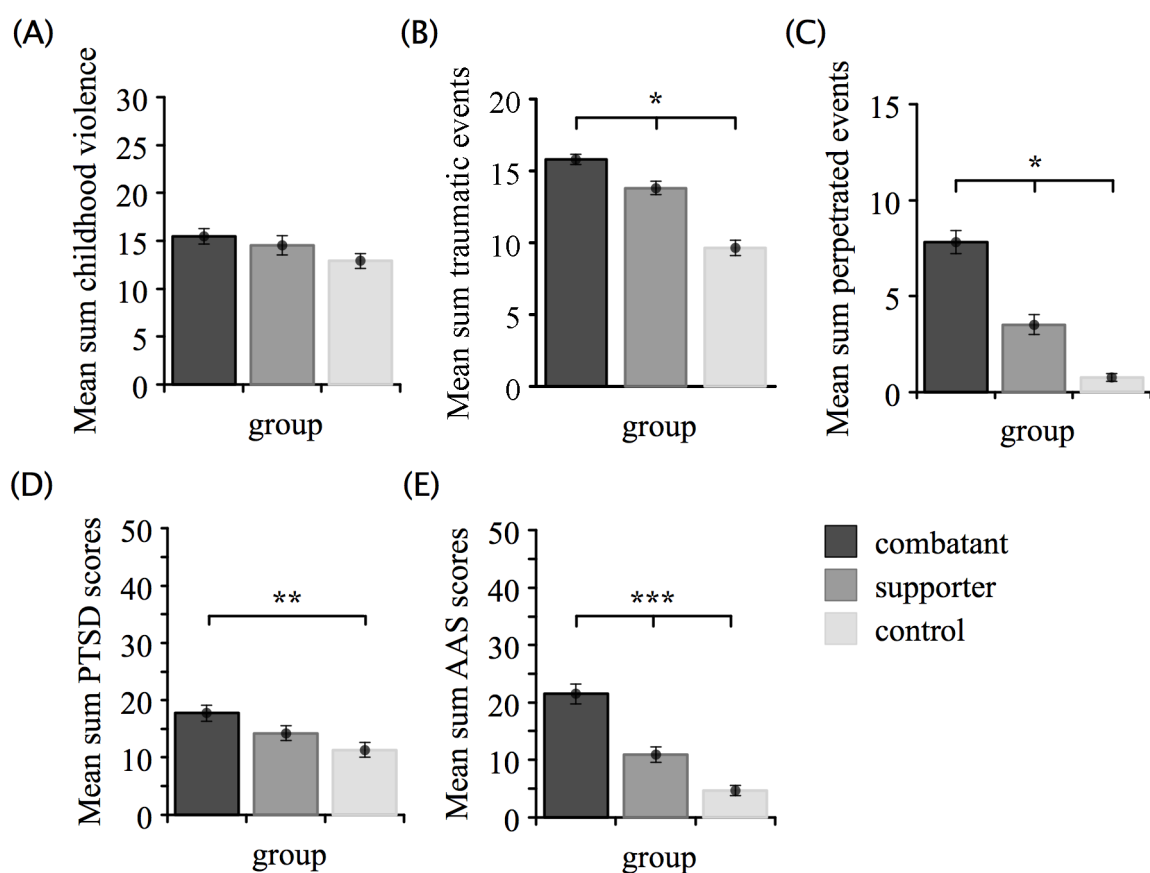 (A)
Mean sum childhood violence
30
25
20
15
10
5
0
group
(B)
Mean sum traumatic events
20
15
10
5
0
*
group
(C)
Mean sum perpetrated events
15
10
5
0
*
group
(D)
Mean sum PTSD scores
50
40
30
20
10
0
**
group
(E)
Mean sum AAS scores
50
40
30
20
10
0
***
group
combatant
supporter
control